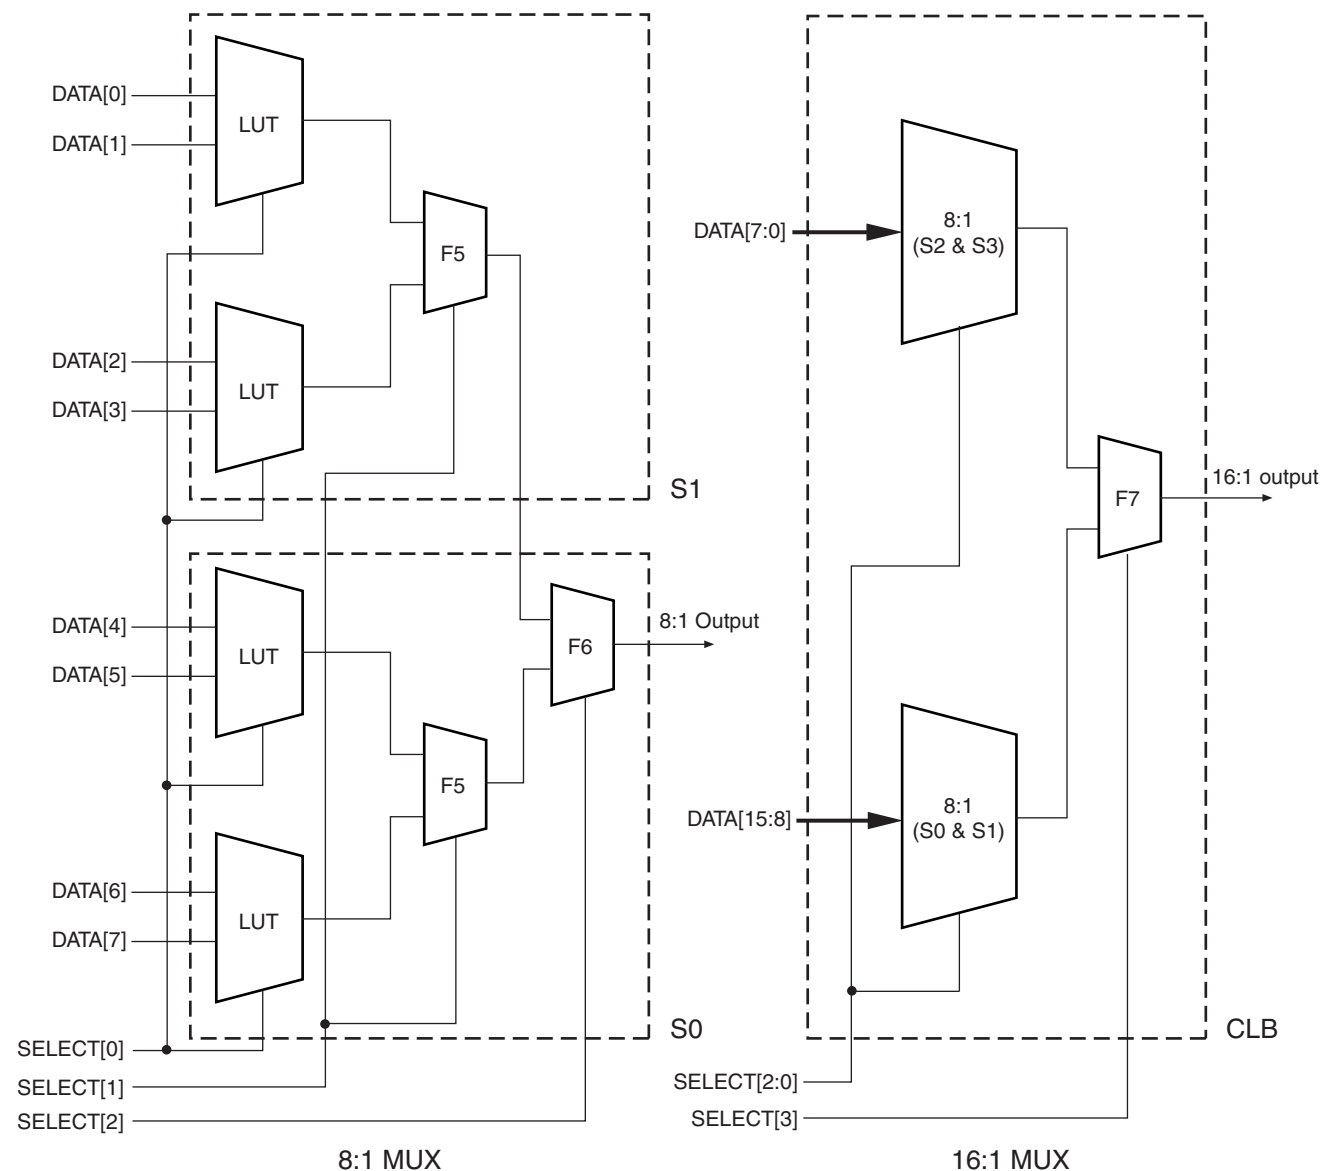 DATA[0]
DATA[1]
LUT
F5
DATA[2]
DATA[3]
LUT
S1
DATA[4]
DATA[5]
LUT
F6
8:1 Output
F5
DATA[6]
DATA[7]
LUT
S0
SELECT[0]
SELECT[1]
SELECT[2]
8:1 MUX
DATA[7:0]
8:1
(S2 & S3)
F7
16:1 output
DATA[15:8]
8:1
(S0 & S1)
CLB
SELECT[2:0]
SELECT[3]
16:1 MUX